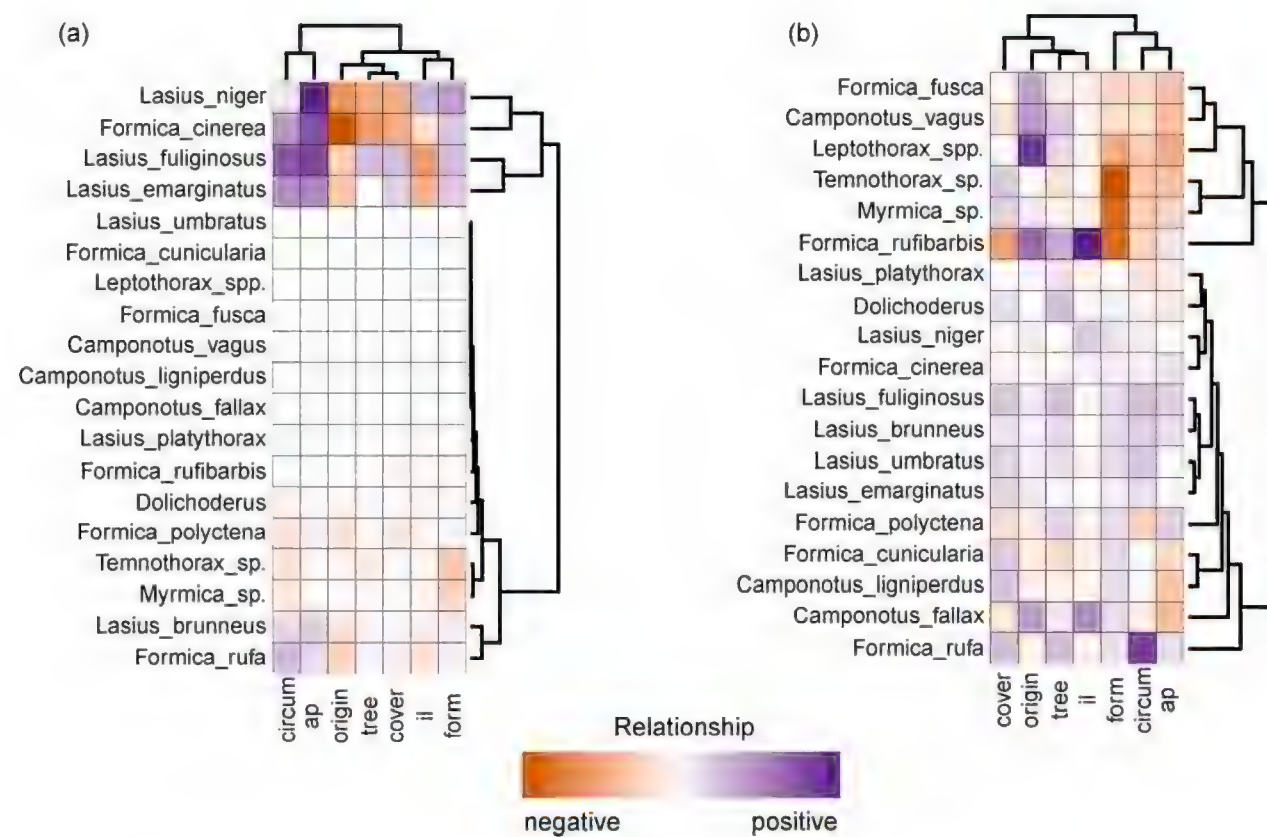 (a)
Lasius_niger
Formica_cinerea
Lasius_fuliginosus
Lasius_emarginatus
Lasius_umbratus
Formica_cunicularia
Leptothorax_spp.
Formica_fusca
Camponotus_vagus
Camponotus_ligniperdus
Camponotus_fallax
Lasius_platythorax
Formica_rufibarbis
Dolichoderus
Formica_polyctena
Temnothorax_sp.
Myrmica_sp.
Lasius_brunneus
Formica_rufa
circum
ap
origin
tree
cover
il
form
(b)
Formica_fusca
Camponotus_vagus
Leptothorax_spp.
Temnothorax_sp.
Myrmica_sp.
Formica_rufibarbis
Lasius_platythorax
Dolichoderus
Lasius_niger
Formica_cinerea
Lasius_fuliginosus
Lasius_brunneus
Lasius_umbratus
Lasius_emarginatus
Formica_polyctena
Formica_cunicularia
Camponotus_ligniperdus
Camponotus_fallax
Formica_rufa
cover
origin
tree
il
form
circum
ap
Relationship
negative positive